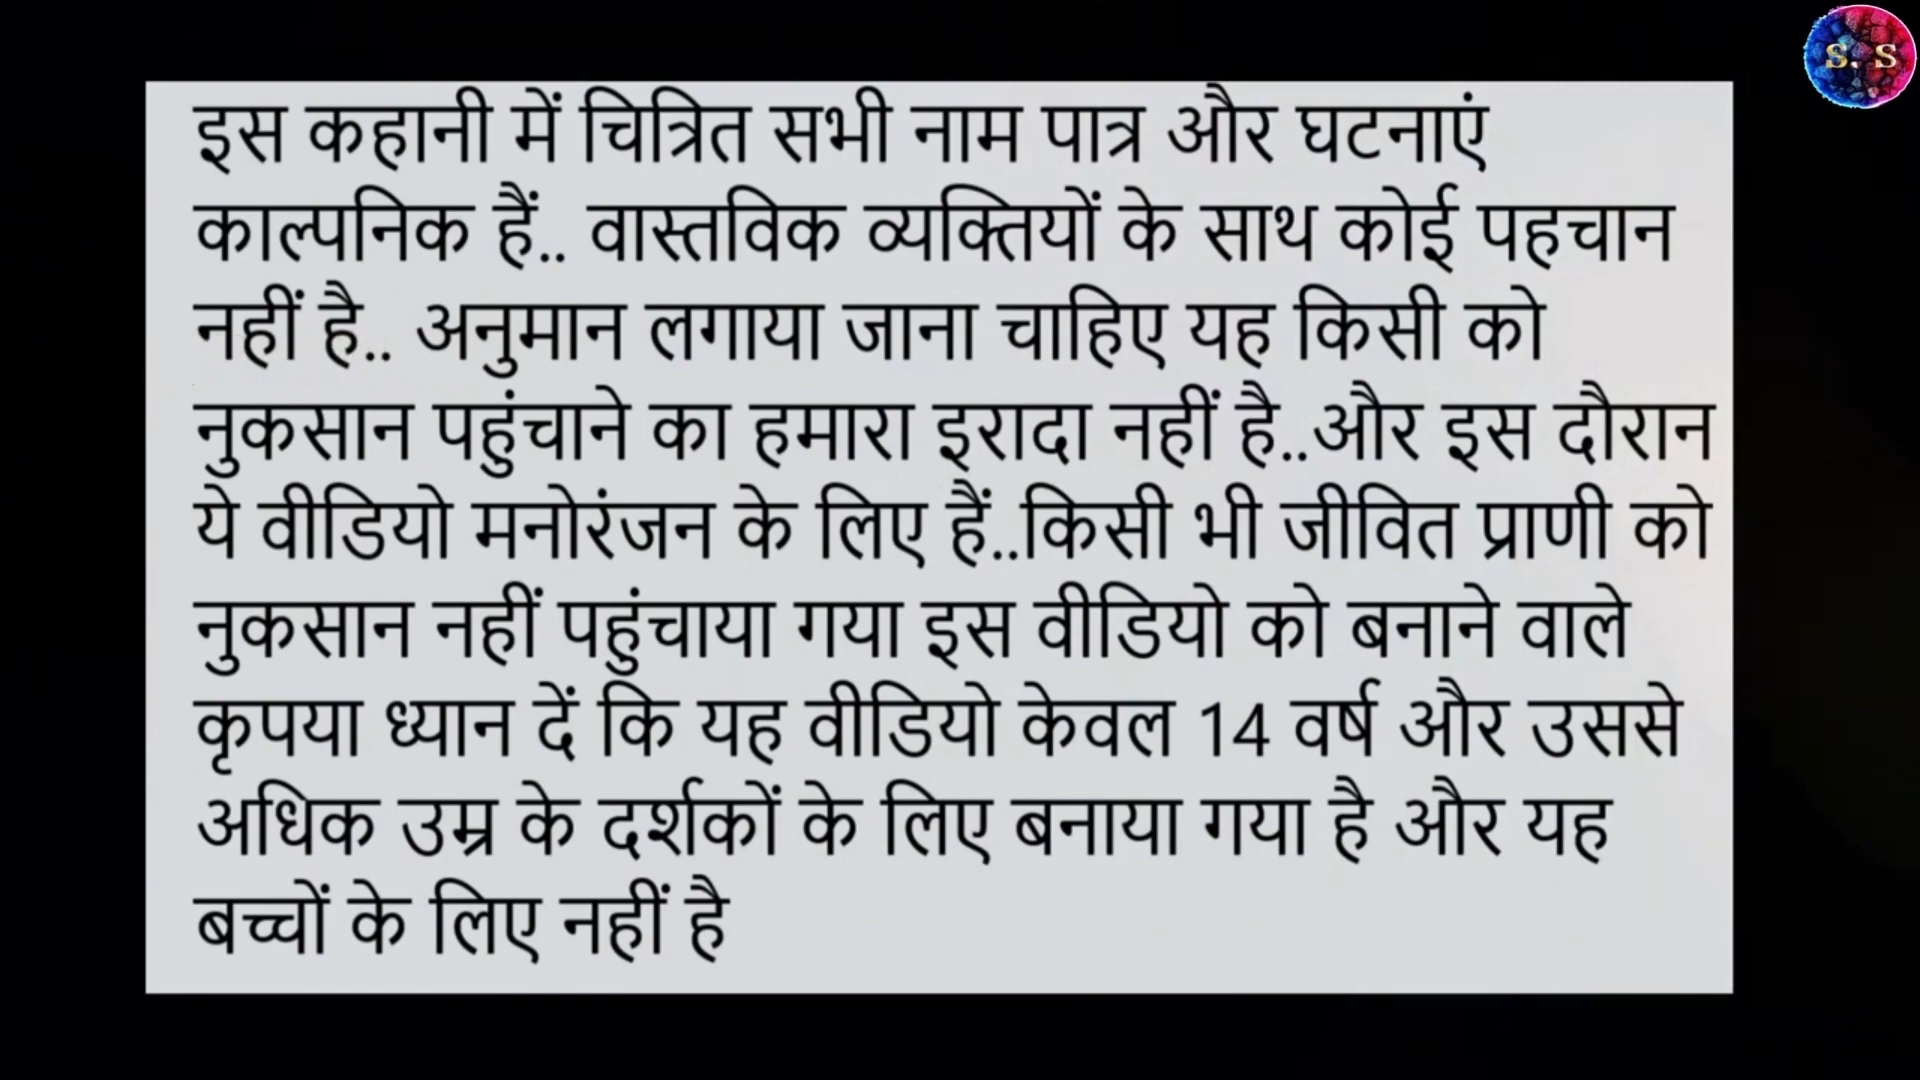 S. S
इस कहानी में चित्रित सभी नाम पात्र और घटनाएं
काल्पनिक हैं.. वास्तविक व्यक्तियों के साथ कोई पहचान
नहीं है.. अनुमान लगाया जाना चाहिए यह किसी को
नुकसान पहुंचाने का हमारा इरादा नहीं है..और इस दौरान
ये वीडियो मनोरंजन के लिए हैं..किसी भी जीवित प्राणी को
नुकसान नहीं पहुंचाया गया इस वीडियो को बनाने वाले
कृपया ध्यान दें कि यह वीडियो केवल 14 वर्ष और उससे
अधिक उम्र के दर्शकों के लिए बनाया गया है और यह
बच्चों के लिए नहीं है